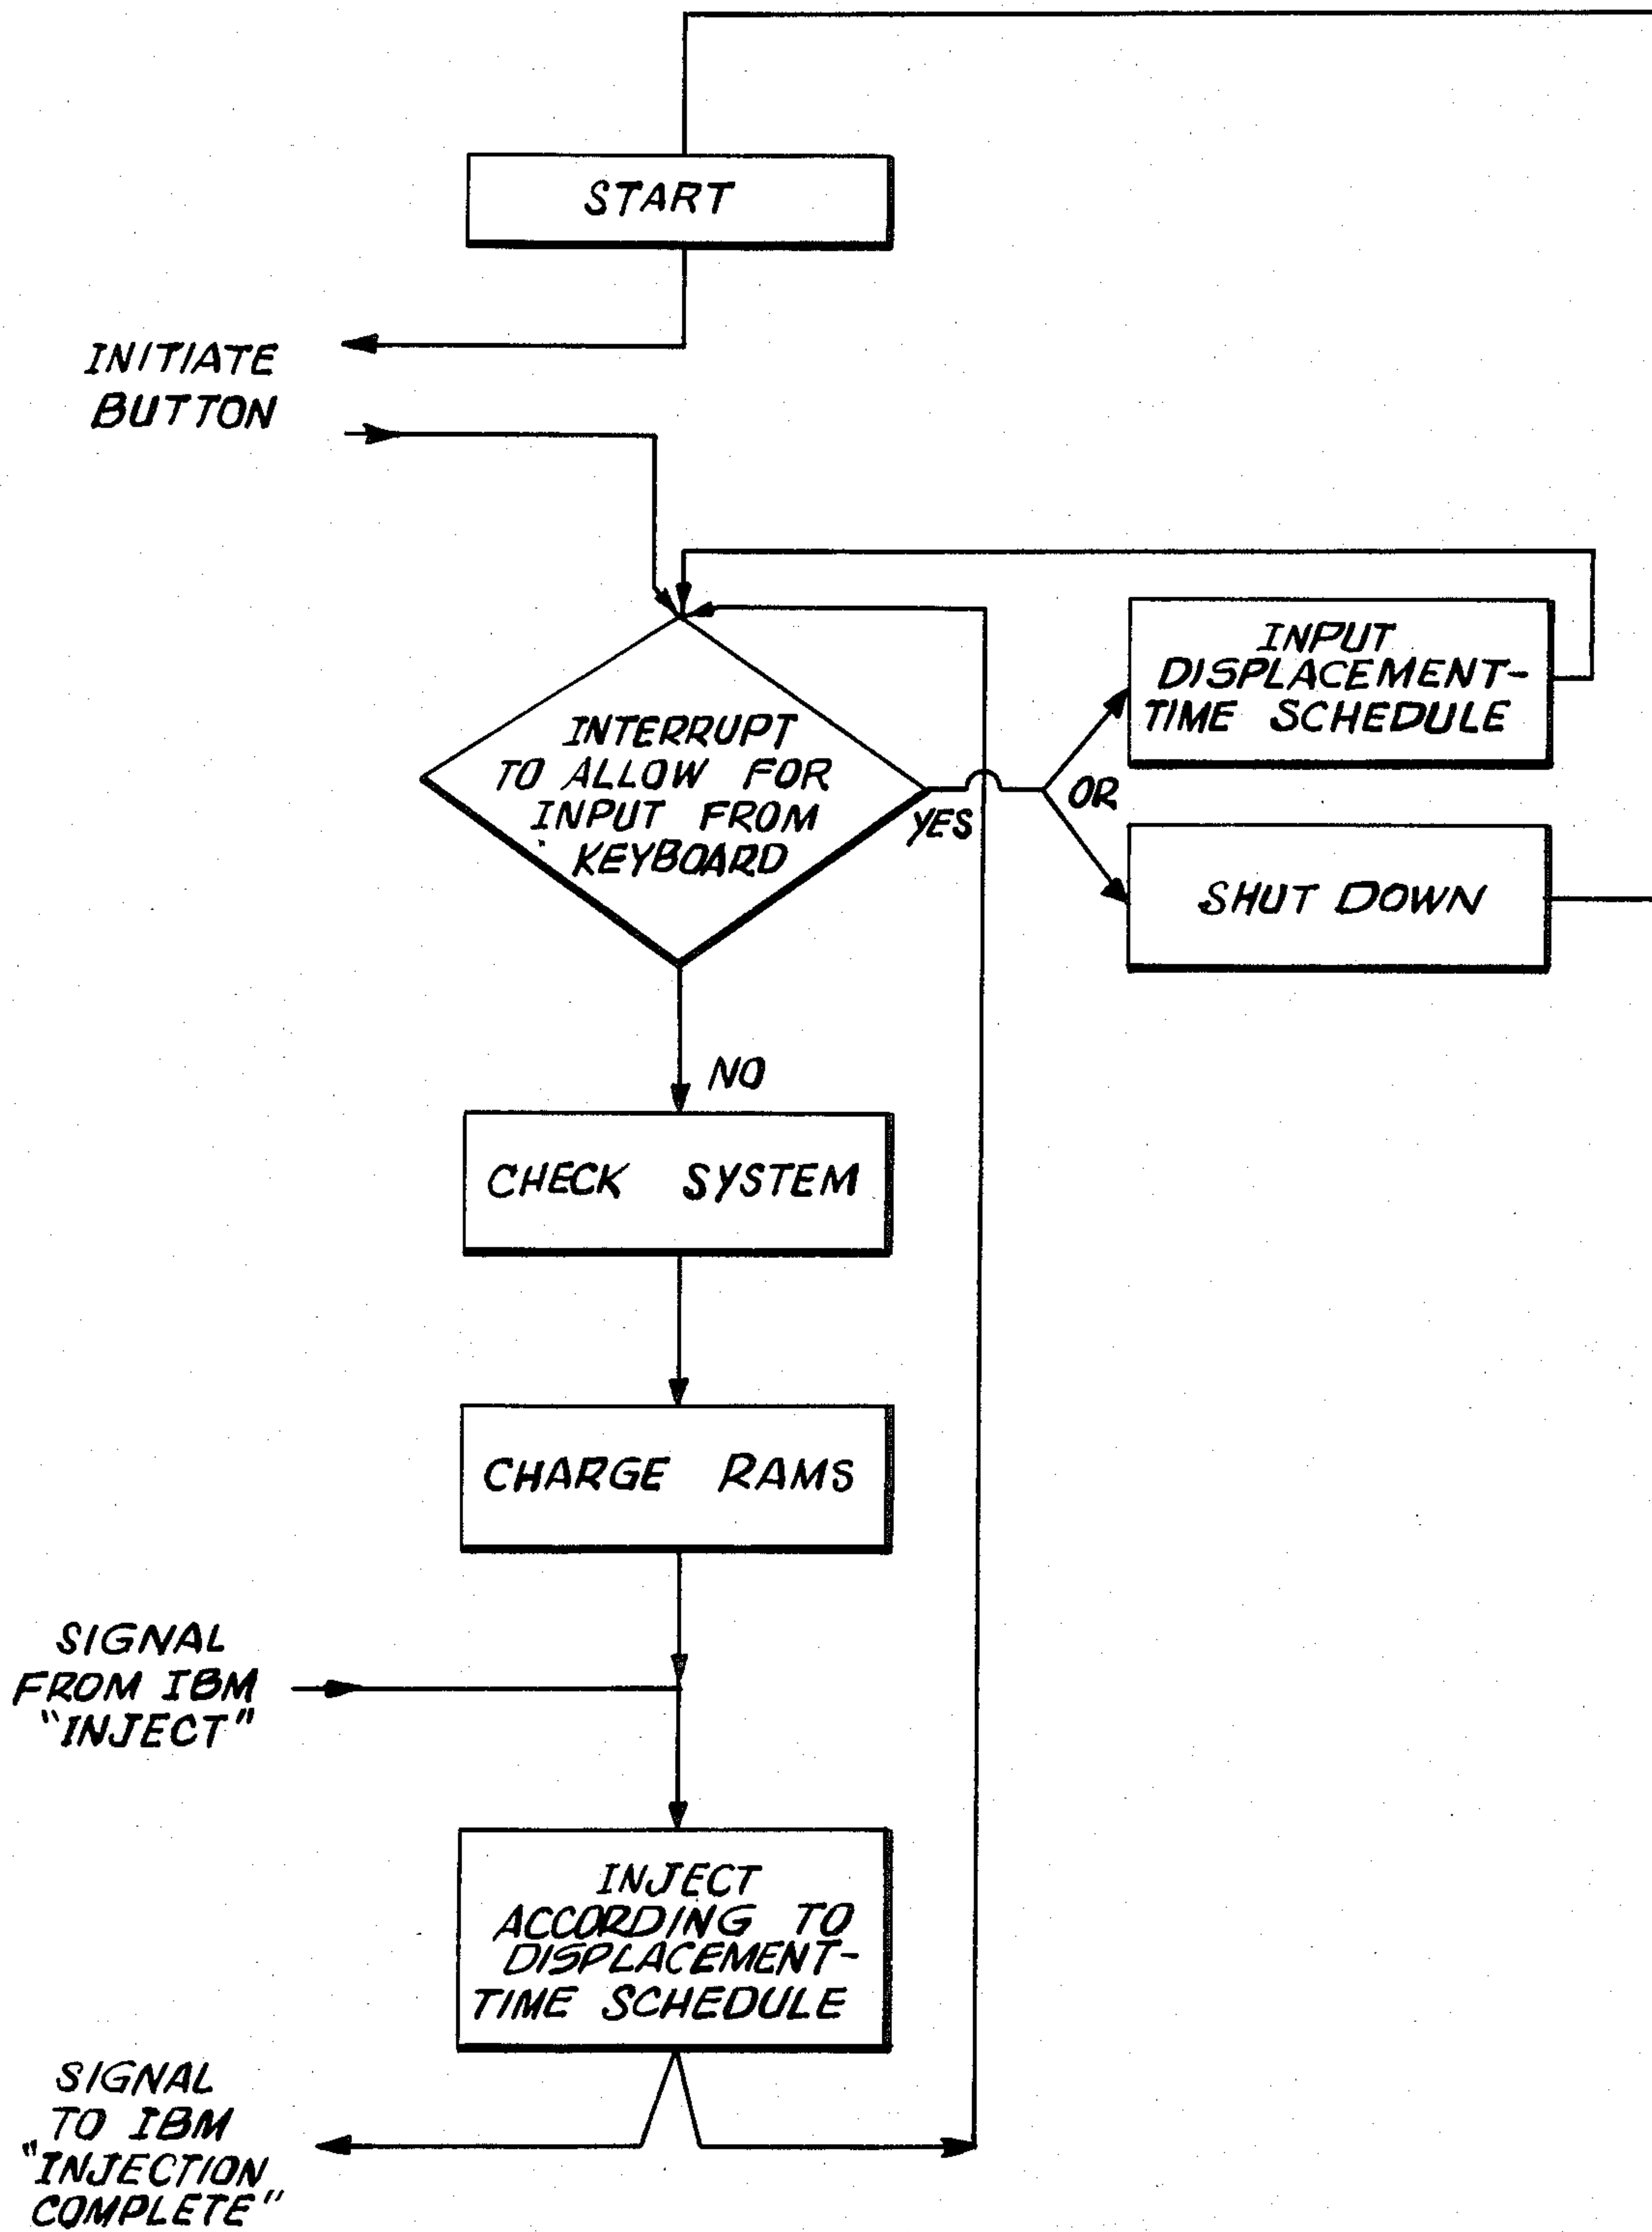 START
INITIATE
BUTTON
INPUT
DISPLACEMENT-
TIME SCHEDULE
INTERRUPT
TO ALLOW FOR
INPUT FROM
KEYBOARD
YES
OR
SHUT DOWN
NO
CHECK SYSTEM
CHARGE RAMS
SIGNAL
FROM IBM
"INJECT"
INJECT
ACCORDING TO
DISPLACEMENT-
TIME SCHEDULE
SIGNAL
TO IBM
"INJECTION
COMPLETE"